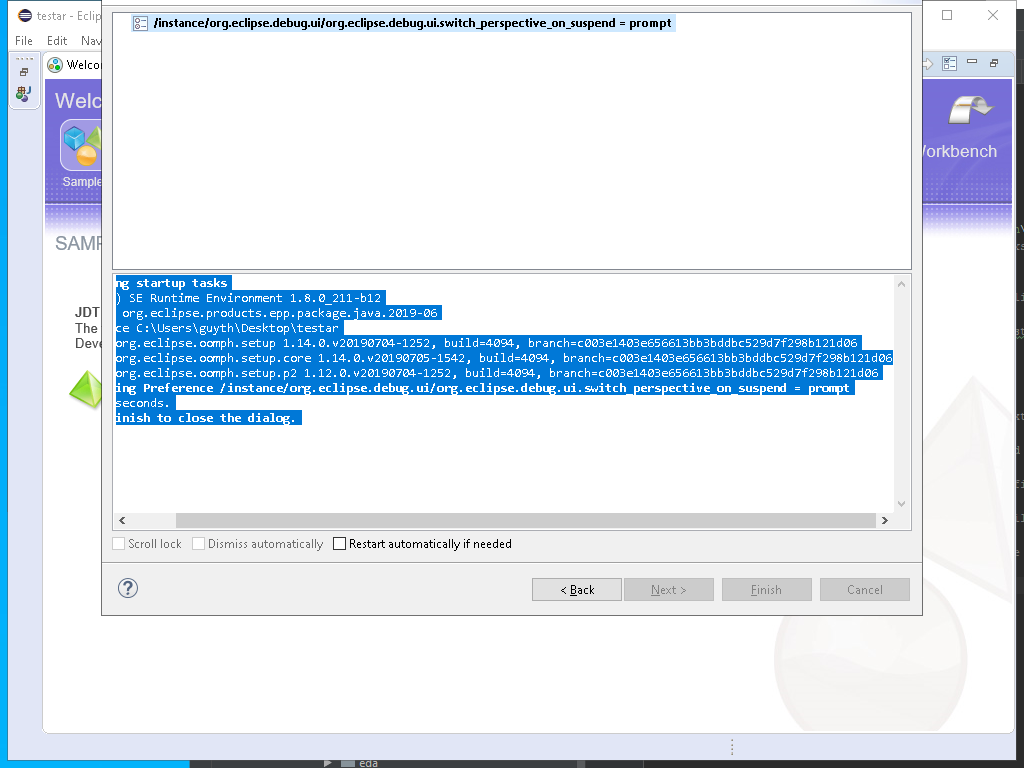 testar - Eclip
/instance/org.eclipse.debug.ui/org.eclipse.debug.ui.switch_perspective_on_suspend = prompt
File Edit Nav
Welco
Welc
Workbench
Sample
SAMP
ng startup tasks
) SE Runtime Environment 1.8.0_211-b12
org.eclipse.products.epp.package.java.2019-06
ce C:\Users\guyth\Desktop\testar
org.eclipse.oomph.setup 1.14.0.v20190704-1252, build=4094, branch=c003e1403e656613bb3bddbc529d7f298b121d06
org.eclipse.oomph.setup.core 1.14.0.v20190705-1542, build=4094, branch=c003e1403e656613bb3bddbc529d7f298b121d06
org.eclipse.oomph.setup.p2 1.12.0.v20190704-1252, build=4094, branch=c003e1403e656613bb3bddbc529d7f298b121d06
ing Preference /instance/org.eclipse.debug.ui/org.eclipse.debug.ui.switch_perspective_on_suspend = prompt
seconds.
inish to close the dialog.
JDT
The
Deve
Scroll lock Dismiss automatically Restart automatically if needed
? < Back Next > Finish Cancel
eda